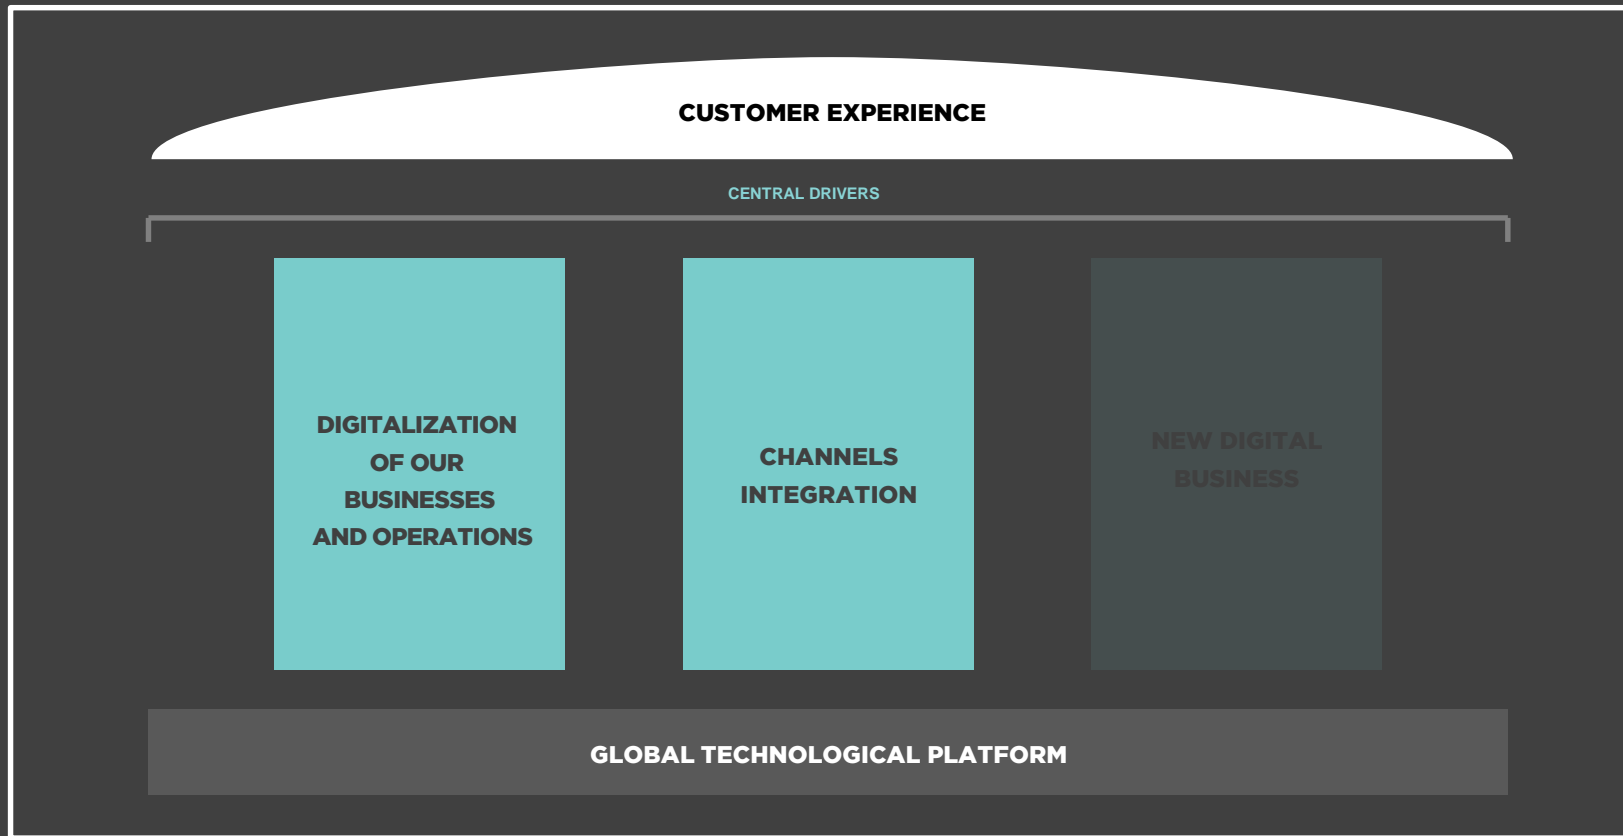 CUSTOMER EXPERIENCE
CENTRAL DRIVERS
DIGITALIZATION
OF OUR
BUSINESSES
AND OPERATIONS
CHANNELS
INTEGRATION
NEW DIGITAL
BUSINESS
GLOBAL TECHNOLOGICAL PLATFORM